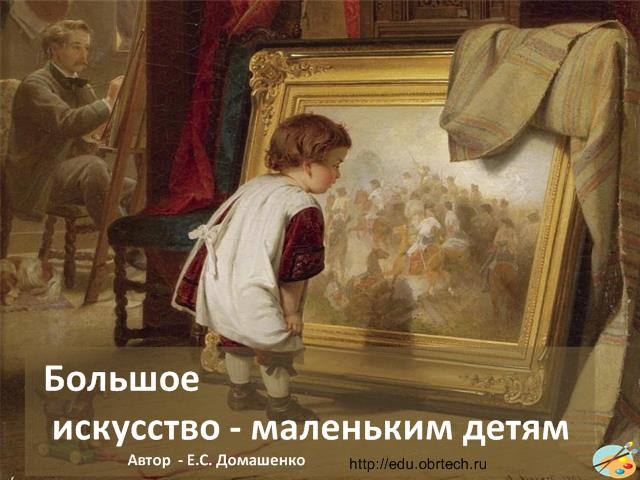 Большое
искусство - маленьким детям
Автор - Е.С. Домашенко
http://edu.obrtech.ru